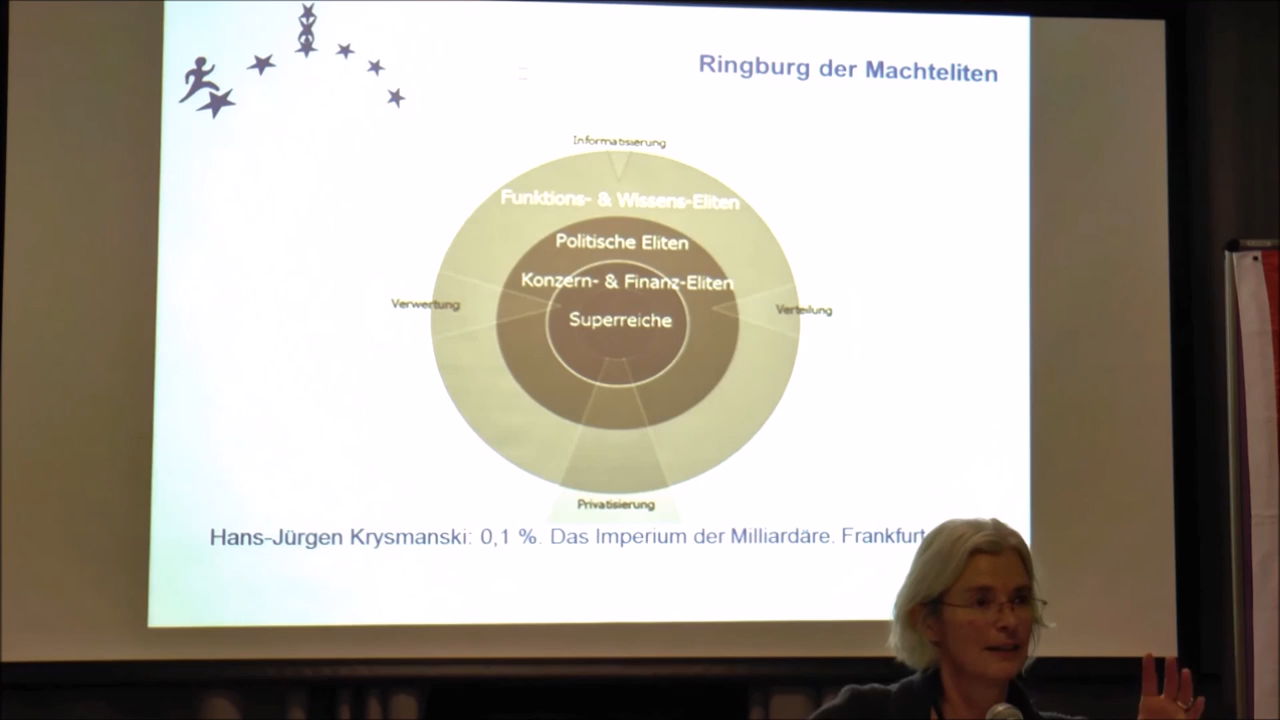 Ringburg der Machteliten
Informatisierung
Funktions- & Wissens-Eliten
Politische Eliten
Konzern- & Finanz-Eliten
Verwertung
Verteilung
Superreiche
Privatisierung
Hans-Jürgen Krysmanski: 0,1 %. Das Imperium der Milliardäre. Frankfurt